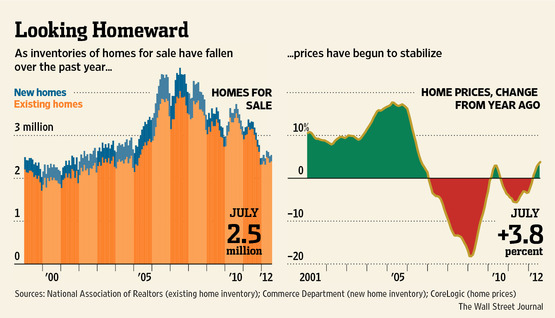 Looking Homeward
As inventories of homes for sale have fallen
over the past year...
New homes
Existing homes
HOMES FOR
SALE
3 million
2
1
0
JULY
2.5
million
'00
'05
'10
'12
...prices have begun to stabilize
HOME PRICES, CHANGE
FROM YEAR AGO
10%
0
−10
−20
JULY
+3.8
percent
2001
'05
'10
'12
Sources: National Association of Realtors (existing home inventory); Commerce Department (new home inventory); CoreLogic (home prices)
The Wall Street Journal